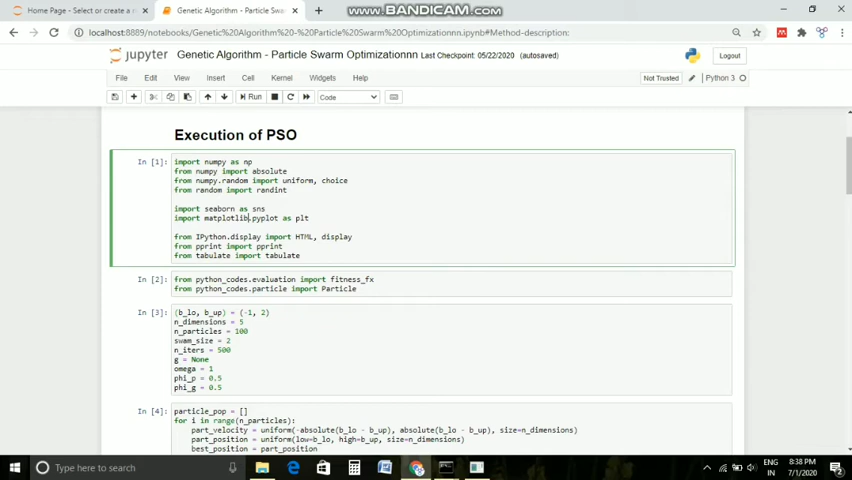 Home Page - Select or create a n
Genetic Algorithm - Particle Swa
www.BANDICAM.com
localhost:8889/notebooks/Genetic%20Algorithm%20-%20Particle%20Swarm%20Optimizationnn.ipynb#Method-description:
jupyter Genetic Algorithm - Particle Swarm Optimizationnn Last Checkpoint: 05/22/2020 (autosaved)
Logout
File Edit View Insert Cell Kernel Widgets Help
Not Trusted
Python 3
Run
Code
Execution of PSO
In [1]:
import numpy as np
from numpy import absolute
from numpy.random import uniform, choice
from random import randint
import seaborn as sns
import matplotlib.pyplot as plt
from IPython.display import HTML, display
from pprint import pprint
from tabulate import tabulate
In [2]:
from python_codes.evaluation import fitness_fx
from python_codes.particle import Particle
In [3]:
(b_lo, b_up) = (-1, 2)
n_dimensions = 5
n_particles = 100
swam_size = 2
n_iters = 500
g = None
omega = 1
phi_p = 0.5
phi_g = 0.5
In [4]:
particle_pop = []
for i in range(n_particles):
part_velocity = uniform(-absolute(b_lo - b_up), absolute(b_lo - b_up), size=n_dimensions)
part_position = uniform(low=b_lo, high=b_up, size=n_dimensions)
best_position = part_position
Type here to search
ENG
IN
8:38 PM
7/1/2020
2